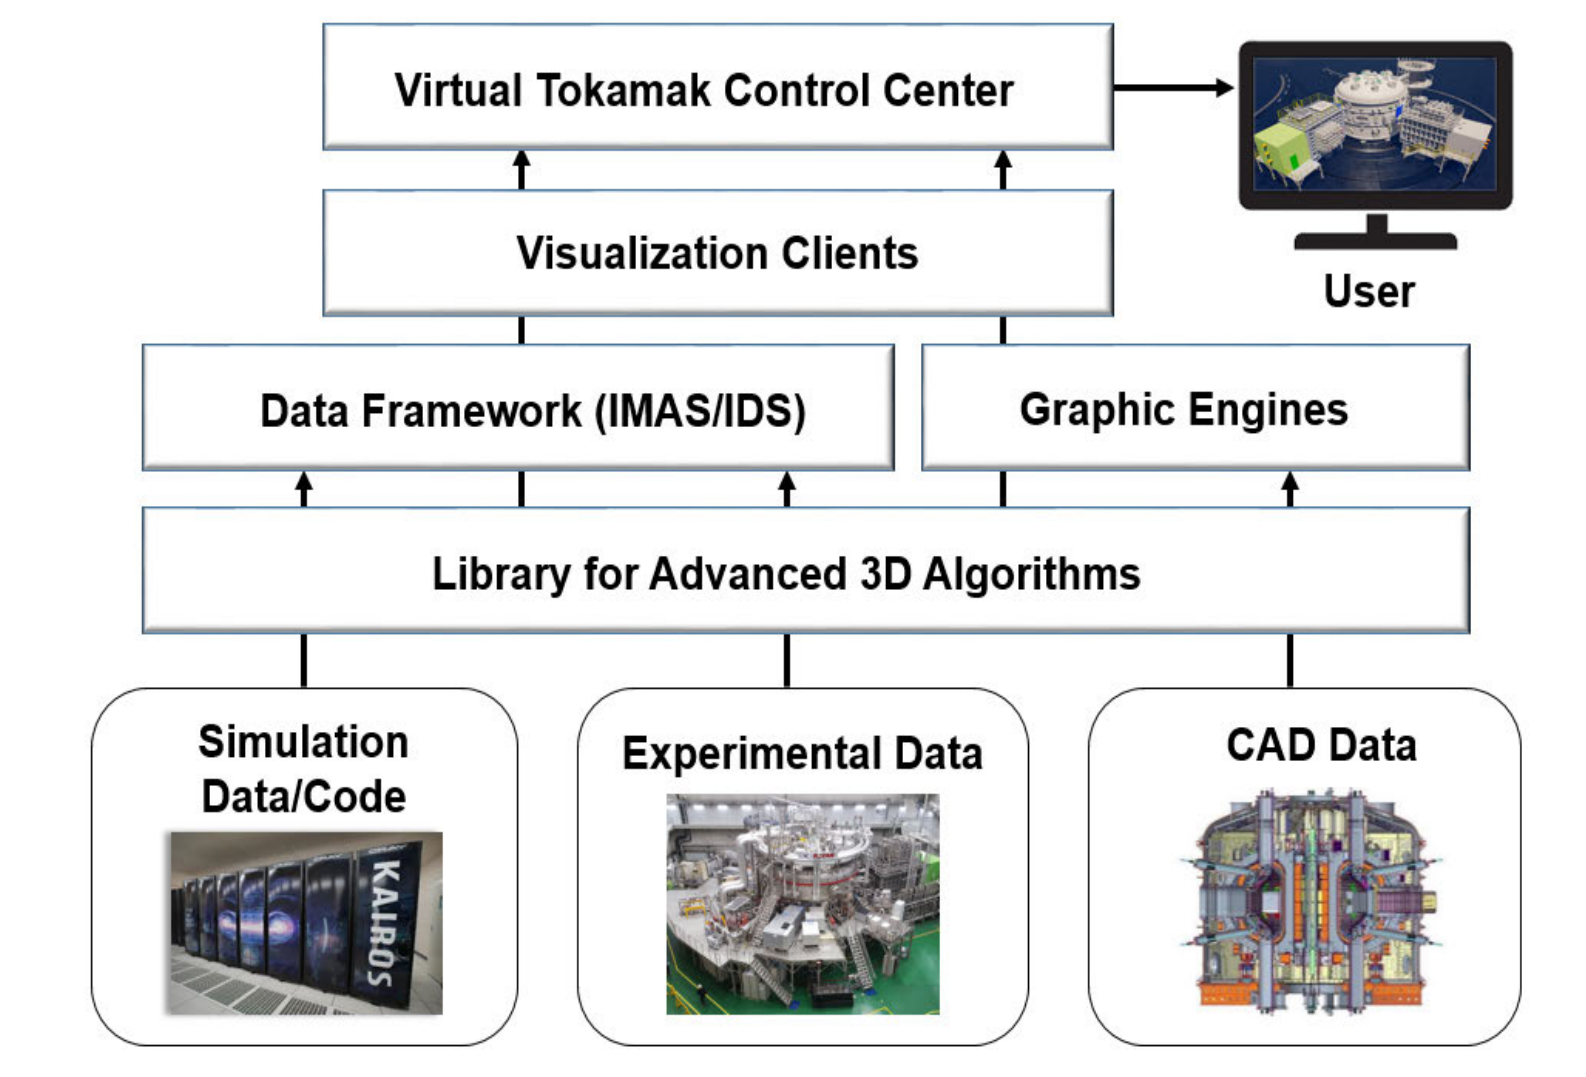 Virtual Tokamak Control Center
Visualization Clients
User
Data Framework (IMAS/IDS)
Graphic Engines
Library for Advanced 3D Algorithms
Simulation
Data/Code
Experimental Data
CAD Data
KAIROS